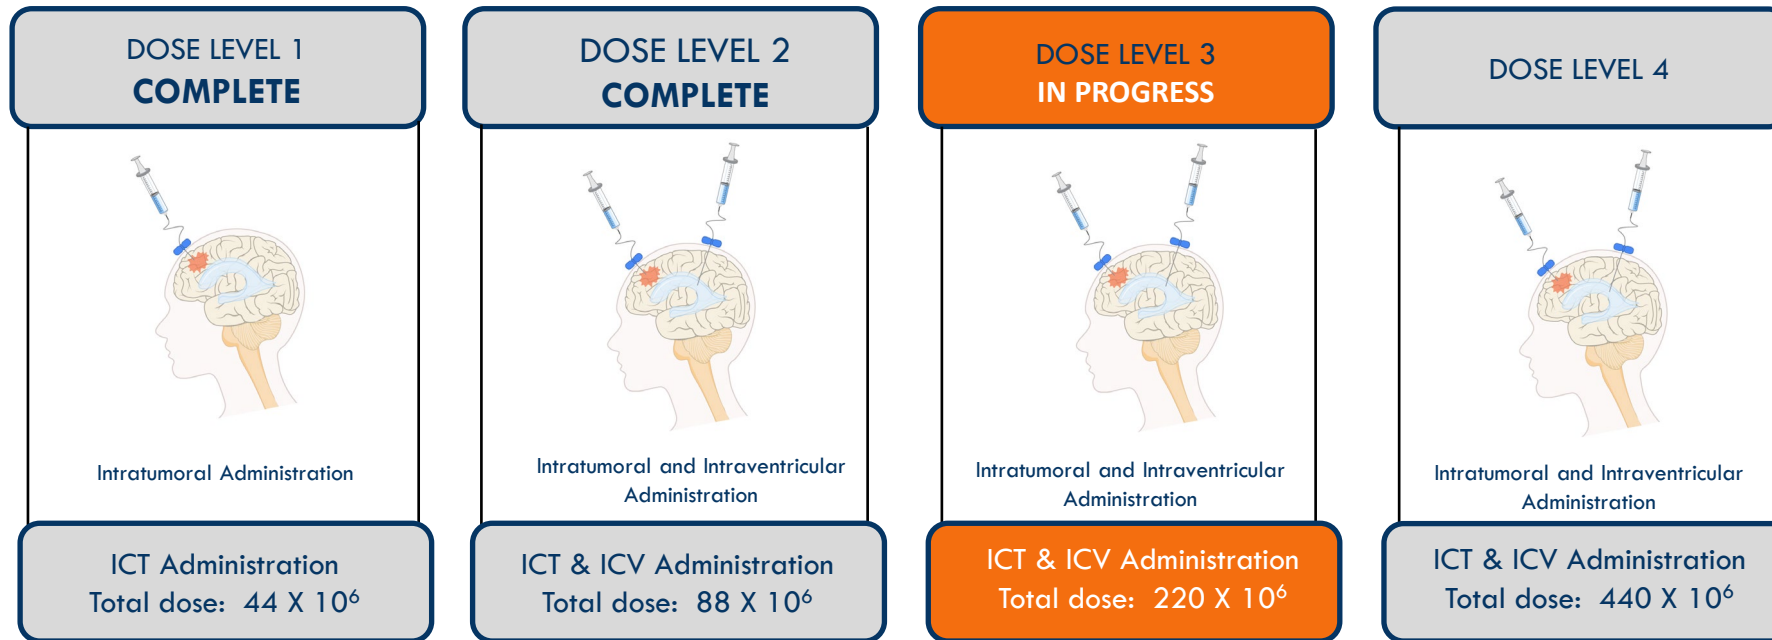 DOSE LEVEL 1
COMPLETE
Intratumoral Administration
ICT Administration
Total dose: 44 X 10⁶
DOSE LEVEL 2
COMPLETE
Intratumoral and Intraventricular
Administration
ICT & ICV Administration
Total dose: 88 X 10⁶
DOSE LEVEL 3
IN PROGRESS
Intratumoral and Intraventricular
Administration
ICT & ICV Administration
Total dose: 220 X 10⁶
DOSE LEVEL 4
Intratumoral and Intraventricular
Administration
ICT & ICV Administration
Total dose: 440 X 10⁶